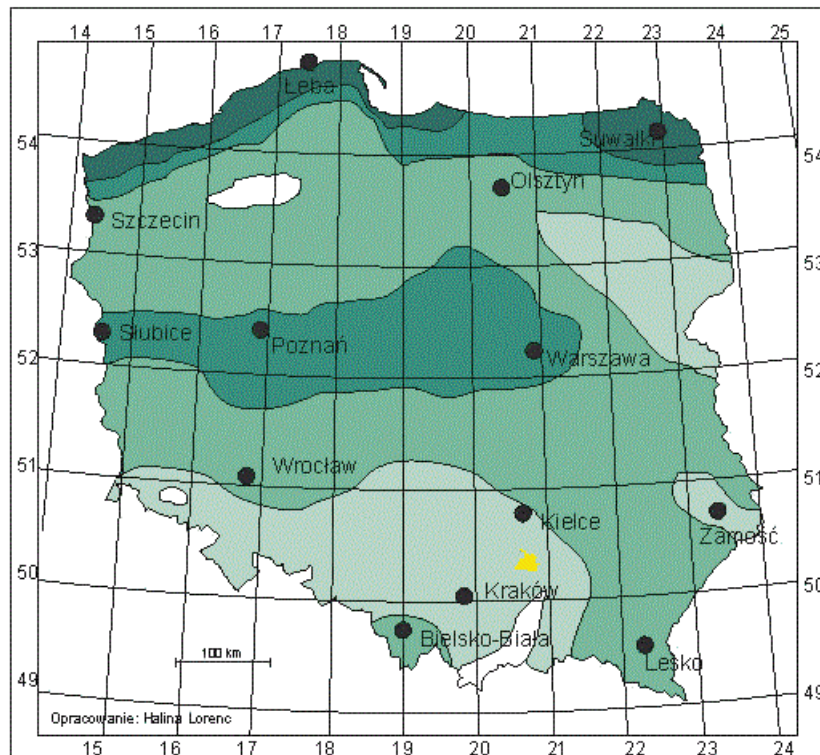 14 15 16 17 18 19 20 21 22 23 24 25
Łeba
54
Suwałki
54
Olsztyn
Szczecin
53
53
Słubice
Poznań
Warszawa
52
52
Wrocław
51
51
Kielce
Zamość
50
50
Kraków
Bielsko-Biała
Lesko
100 km
49
49
Opracowanie: Halina Lorenc
15 16 17 18 19 20 21 22 23 24